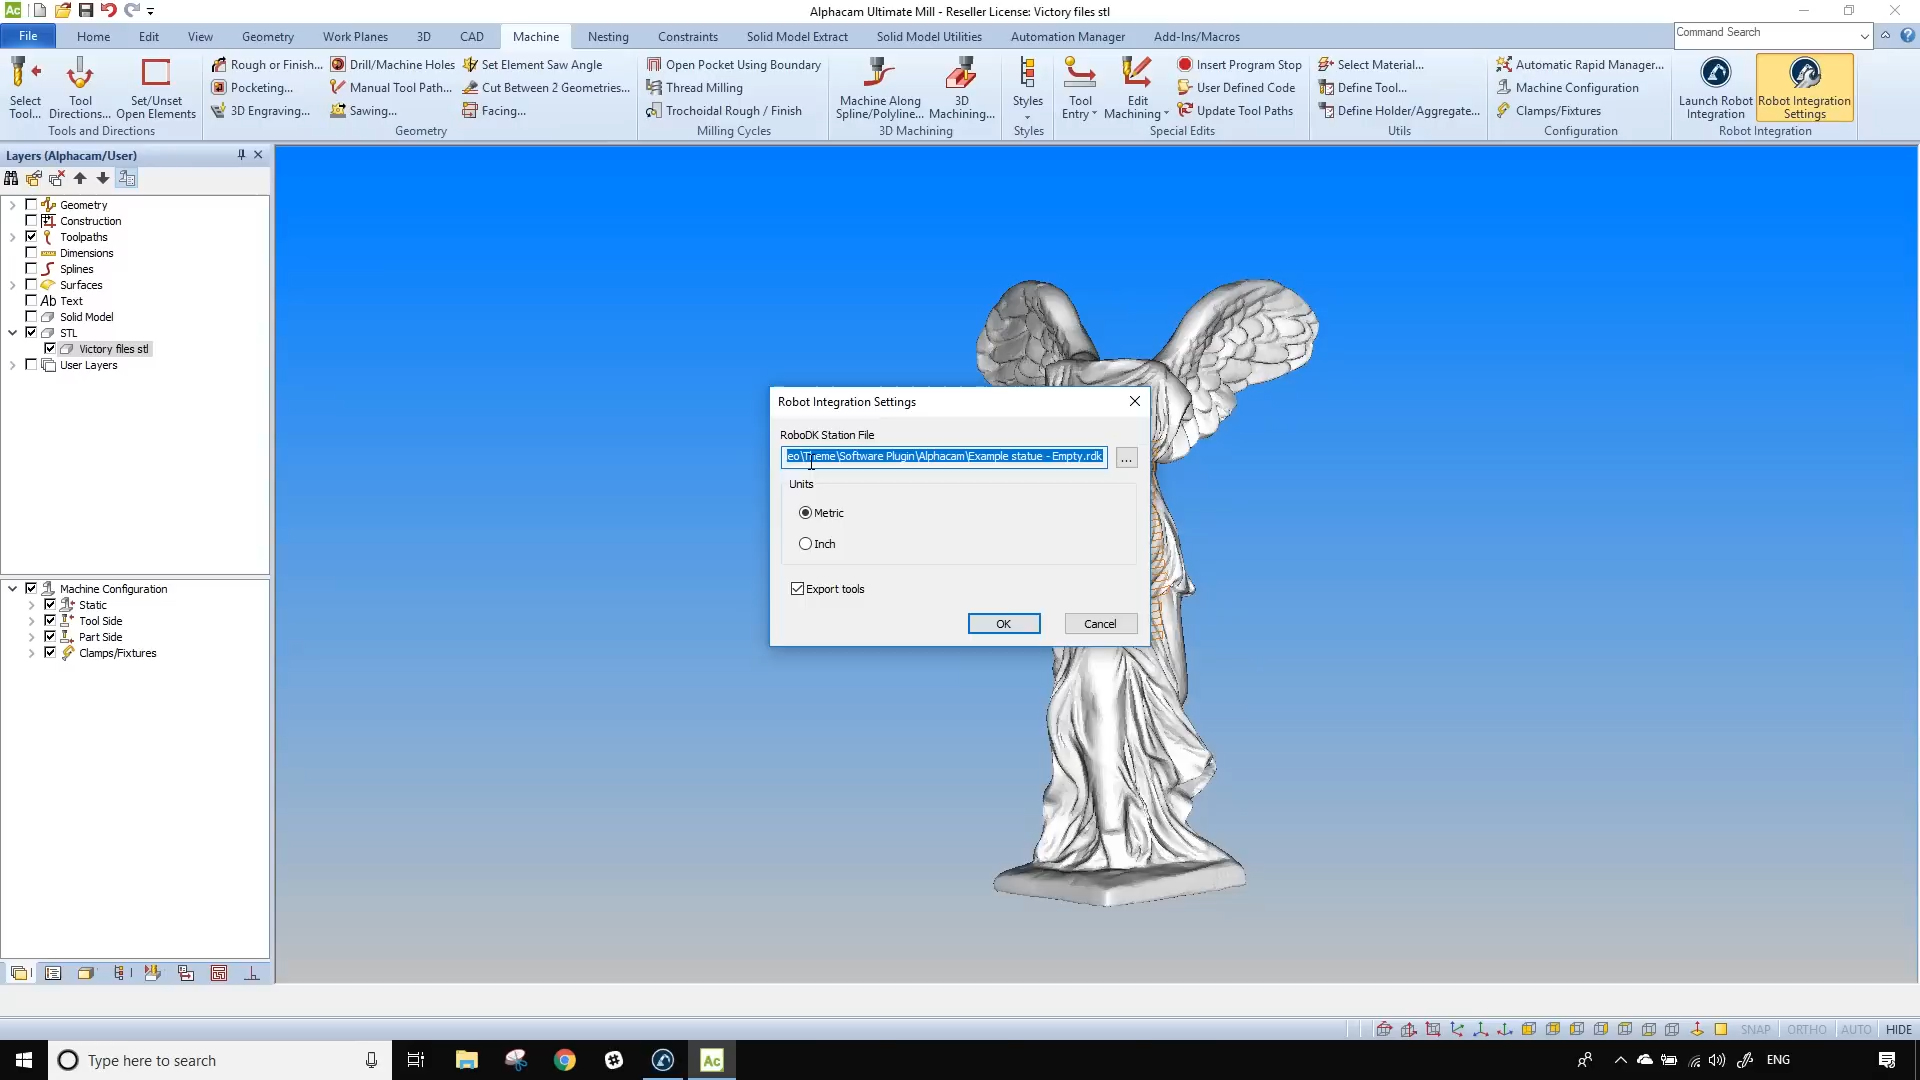 Alphacam Ultimate Mill - Reseller License: Victory files stl
File Home Edit View Geometry Work Planes 3D CAD Machine Nesting Constraints Solid Model Extract Solid Model Utilities Automation Manager Add-Ins/Macros
Command Search
Select Tool...
Tool Directions...
Set/Unset Open Elements
Tools and Directions
Rough or Finish...
Pocketing...
3D Engraving...
Drill/Machine Holes
Manual Tool Path...
Sawing...
Set Element Saw Angle
Cut Between 2 Geometries...
Facing...
Geometry
Open Pocket Using Boundary
Thread Milling
Trochoidal Rough / Finish
Milling Cycles
Machine Along Spline/Polyline...
3D Machining...
3D Machining
Styles
Styles
Tool Entry
Edit Machining
Insert Program Stop
User Defined Code
Update Tool Paths
Special Edits
Select Material...
Define Tool...
Define Holder/Aggregate...
Utils
Automatic Rapid Manager...
Machine Configuration
Clamps/Fixtures
Configuration
Launch Robot Integration
Robot Integration Settings
Robot Integration
Layers (Alphacam/User)
Geometry
Construction
Toolpaths
Dimensions
Splines
Surfaces
Ab Text
Solid Model
STL
Victory files stl
User Layers
Machine Configuration
Static
Tool Side
Part Side
Clamps/Fixtures
Robot Integration Settings
RoboDK Station File
eo\Theme\Software Plugin\Alphacam\Example statue - Empty.rdk
...
Units
Metric
Inch
Export tools
OK Cancel
SNAP ORTHO AUTO HIDE
Type here to search
Ac
ENG